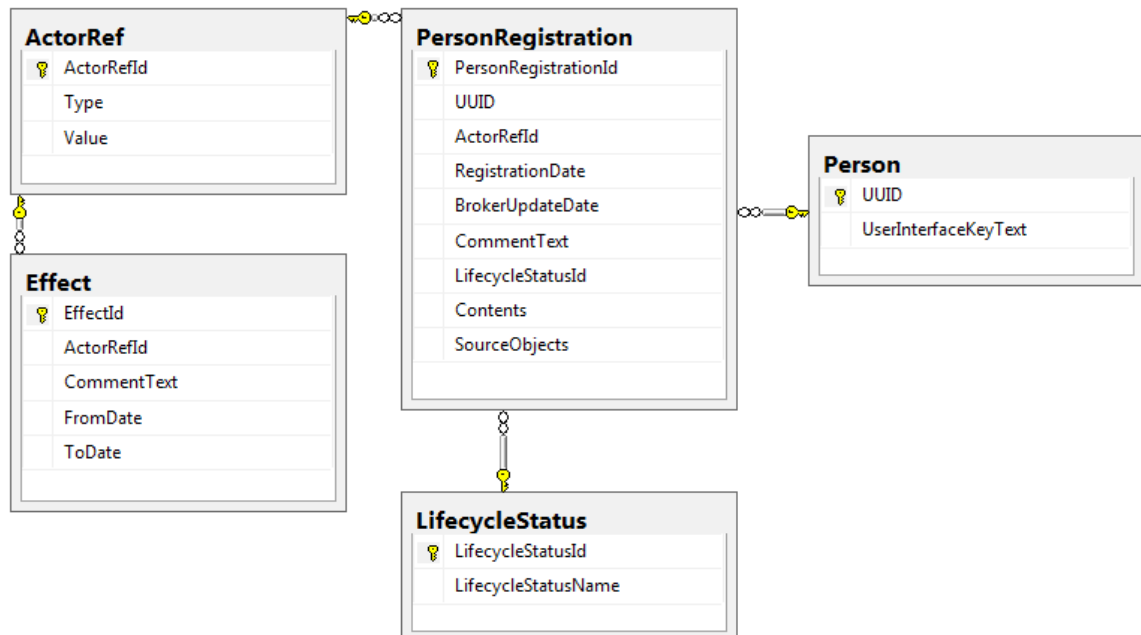 ActorRef
ActorRefId
Type
Value
Effect
EffectId
ActorRefId
CommentText
FromDate
ToDate
PersonRegistration
PersonRegistrationId
UUID
ActorRefId
RegistrationDate
BrokerUpdateDate
CommentText
LifecycleStatusId
Contents
SourceObjects
LifecycleStatus
LifecycleStatusId
LifecycleStatusName
Person
UUID
UserInterfaceKeyText